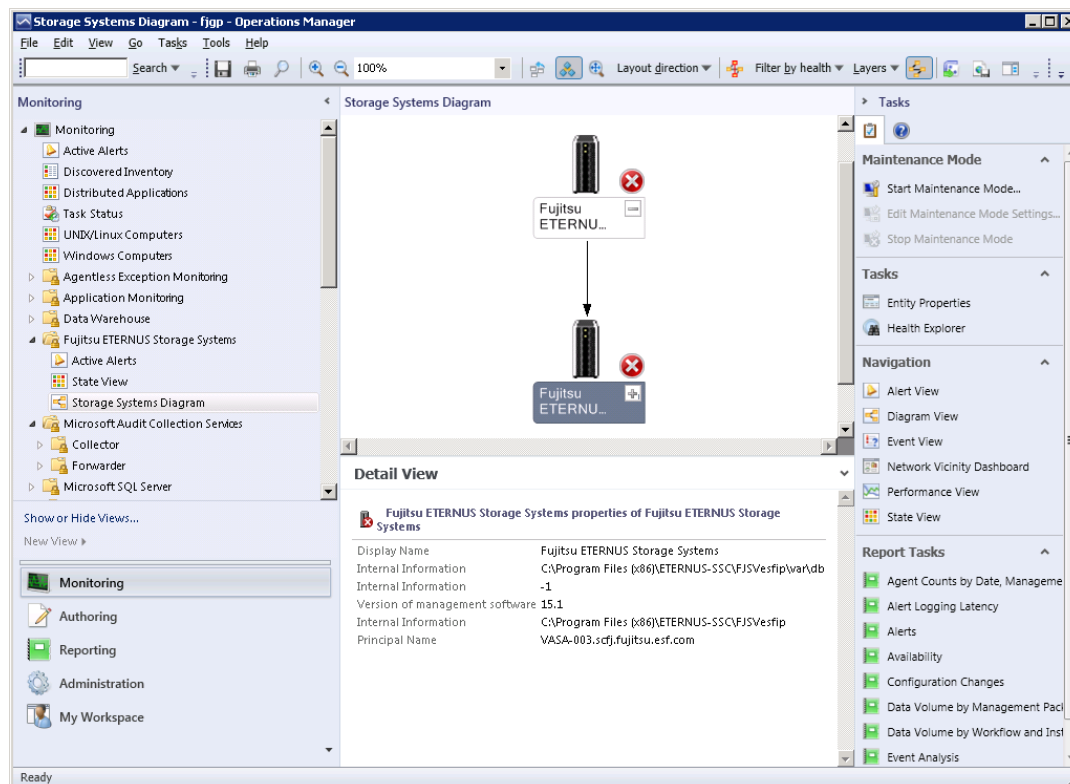 Storage Systems Diagram - fjgp - Operations Manager
File Edit View Go Tasks Tools Help
Search 100% Layout direction Filter by health Layers
Monitoring
Monitoring
Active Alerts
Discovered Inventory
Distributed Applications
Task Status
UNIX/Linux Computers
Windows Computers
Agentless Exception Monitoring
Application Monitoring
Data Warehouse
Fujitsu ETERNUS Storage Systems
Active Alerts
State View
Storage Systems Diagram
Microsoft Audit Collection Services
Collector
Forwarder
Microsoft SQL Server
Show or Hide Views...
New View
Monitoring
Authoring
Reporting
Administration
My Workspace
Storage Systems Diagram
Fujitsu
ETERNU...
Fujitsu
ETERNU...
Detail View
Fujitsu ETERNUS Storage Systems properties of Fujitsu ETERNUS Storage
Systems
Display Name Fujitsu ETERNUS Storage Systems
Internal Information C:\Program Files (x86)\ETERNUS-SSC\FJSVesfip\var\db
Internal Information -1
Version of management software 15.1
Internal Information C:\Program Files (x86)\ETERNUS-SSC\FJSVesfip
Principal Name VASA-003.scfj.fujitsu.esf.com
Tasks
Maintenance Mode
Start Maintenance Mode...
Edit Maintenance Mode Settings...
Stop Maintenance Mode
Tasks
Entity Properties
Health Explorer
Navigation
Alert View
Diagram View
Event View
Network Vicinity Dashboard
Performance View
State View
Report Tasks
Agent Counts by Date, Manageme
Alert Logging Latency
Alerts
Availability
Configuration Changes
Data Volume by Management Pac
Data Volume by Workflow and Inst
Event Analysis
Ready